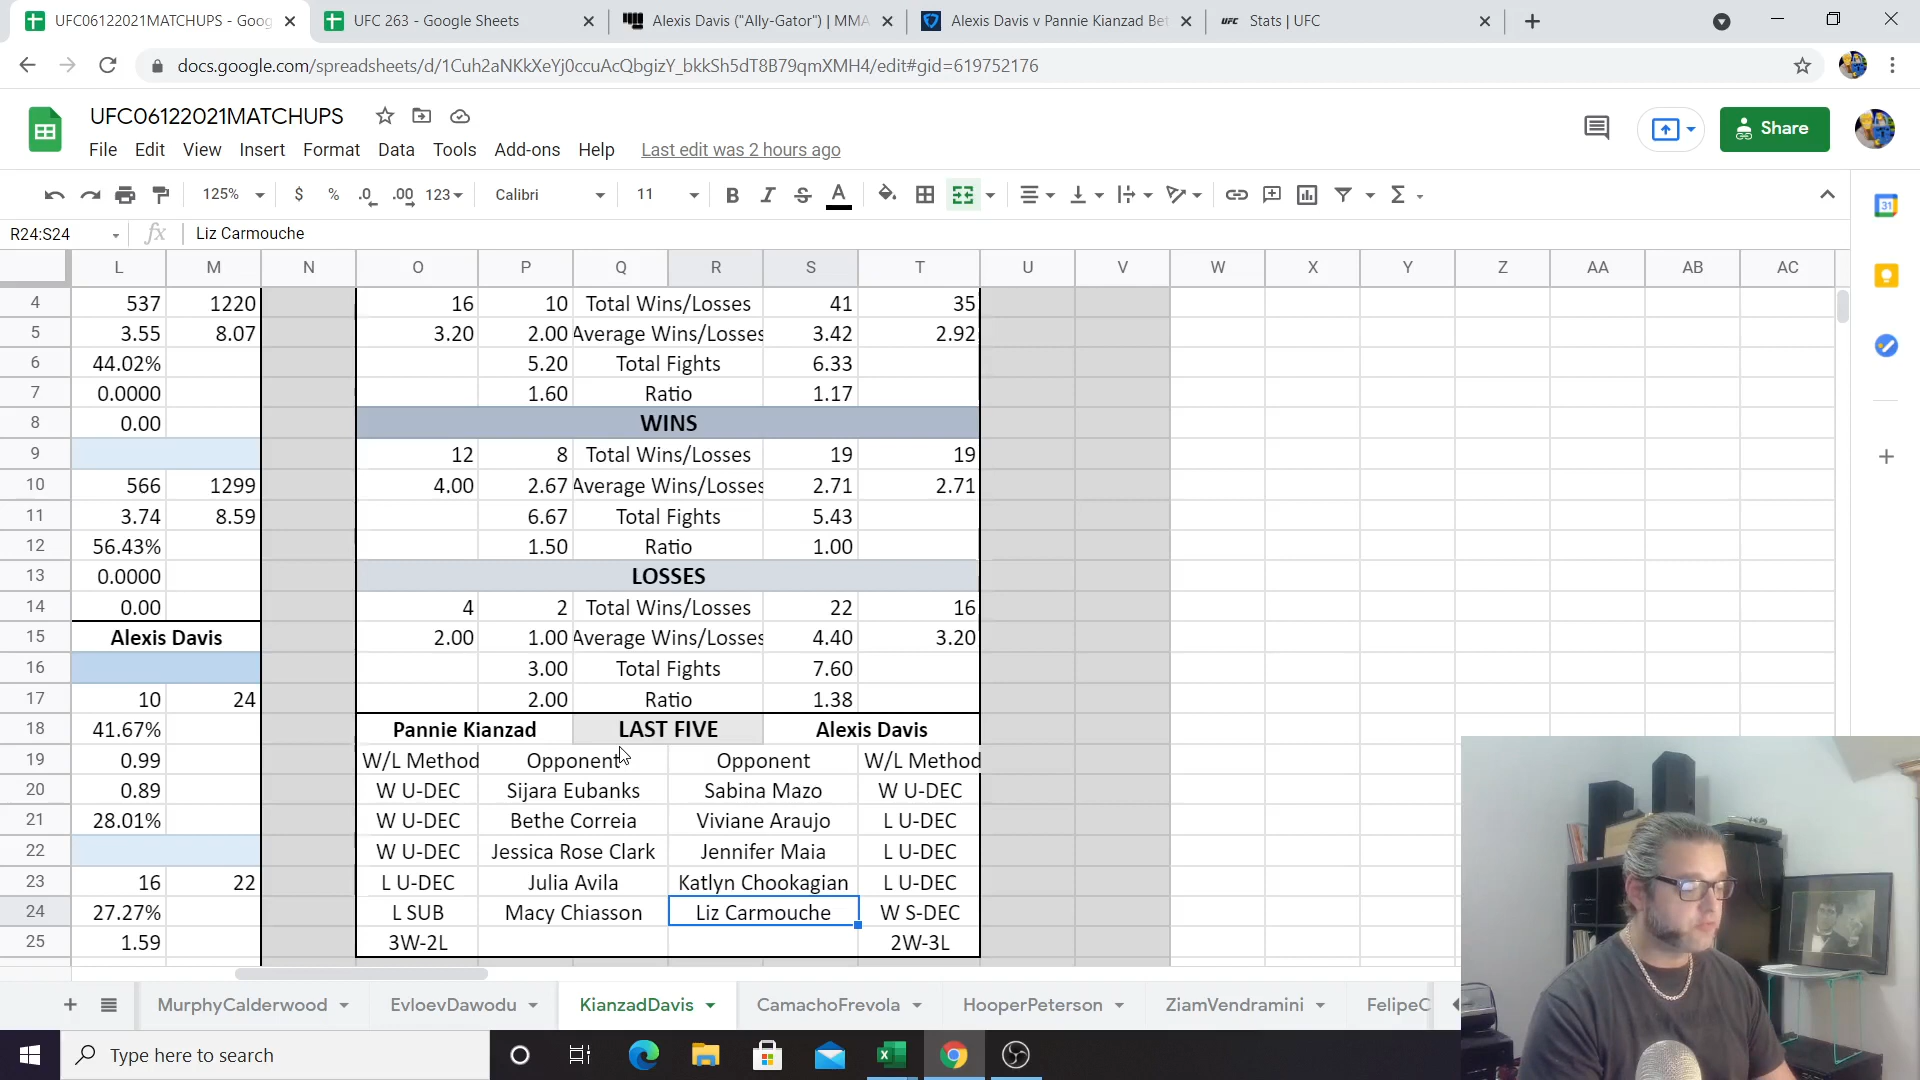 UFC06122021MATCHUPS - Goog
UFC 263 - Google Sheets
Alexis Davis ("Ally-Gator") | MMA
Alexis Davis v Pannie Kianzad Bet
UFC Stats | UFC
docs.google.com/spreadsheets/d/1Cuh2aNKkXeYj0ccuAcQbgizY_bkkSh5dT8B79qmXMH4/edit#gid=619752176
UFC06122021MATCHUPS
File Edit View Insert Format Data Tools Add-ons Help Last edit was 2 hours ago
Share
125% $ % .0 .00 123 Calibri 11 B I S A Σ
31
R24:S24 fx Liz Carmouche
L M N O P Q R S T U V W X Y Z AA AB AC
4 537 1220 16 10 Total Wins/Losses 41 35
5 3.55 8.07 3.20 2.00 Average Wins/Losses 3.42 2.92
6 44.02% 5.20 Total Fights 6.33
7 0.0000 1.60 Ratio 1.17
8 0.00 WINS
9 12 8 Total Wins/Losses 19 19
10 566 1299 4.00 2.67 Average Wins/Losses 2.71 2.71
11 3.74 8.59 6.67 Total Fights 5.43
12 56.43% 1.50 Ratio 1.00
13 0.0000 LOSSES
14 0.00 4 2 Total Wins/Losses 22 16
15 Alexis Davis 2.00 1.00 Average Wins/Losses 4.40 3.20
16 3.00 Total Fights 7.60
17 10 24 2.00 Ratio 1.38
18 41.67% Pannie Kianzad LAST FIVE Alexis Davis
19 0.99 W/L Method Opponent Opponent W/L Method
20 0.89 W U-DEC Sijara Eubanks Sabina Mazo W U-DEC
21 28.01% W U-DEC Bethe Correia Viviane Araujo L U-DEC
22 W U-DEC Jessica Rose Clark Jennifer Maia L U-DEC
23 16 22 L U-DEC Julia Avila Katlyn Chookagian L U-DEC
24 27.27% L SUB Macy Chiasson Liz Carmouche W S-DEC
25 1.59 3W-2L 2W-3L
MurphyCalderwood EvloevDawodu KianzadDavis CamachoFrevola HooperPeterson ZiamVendramini FelipeC
Type here to search